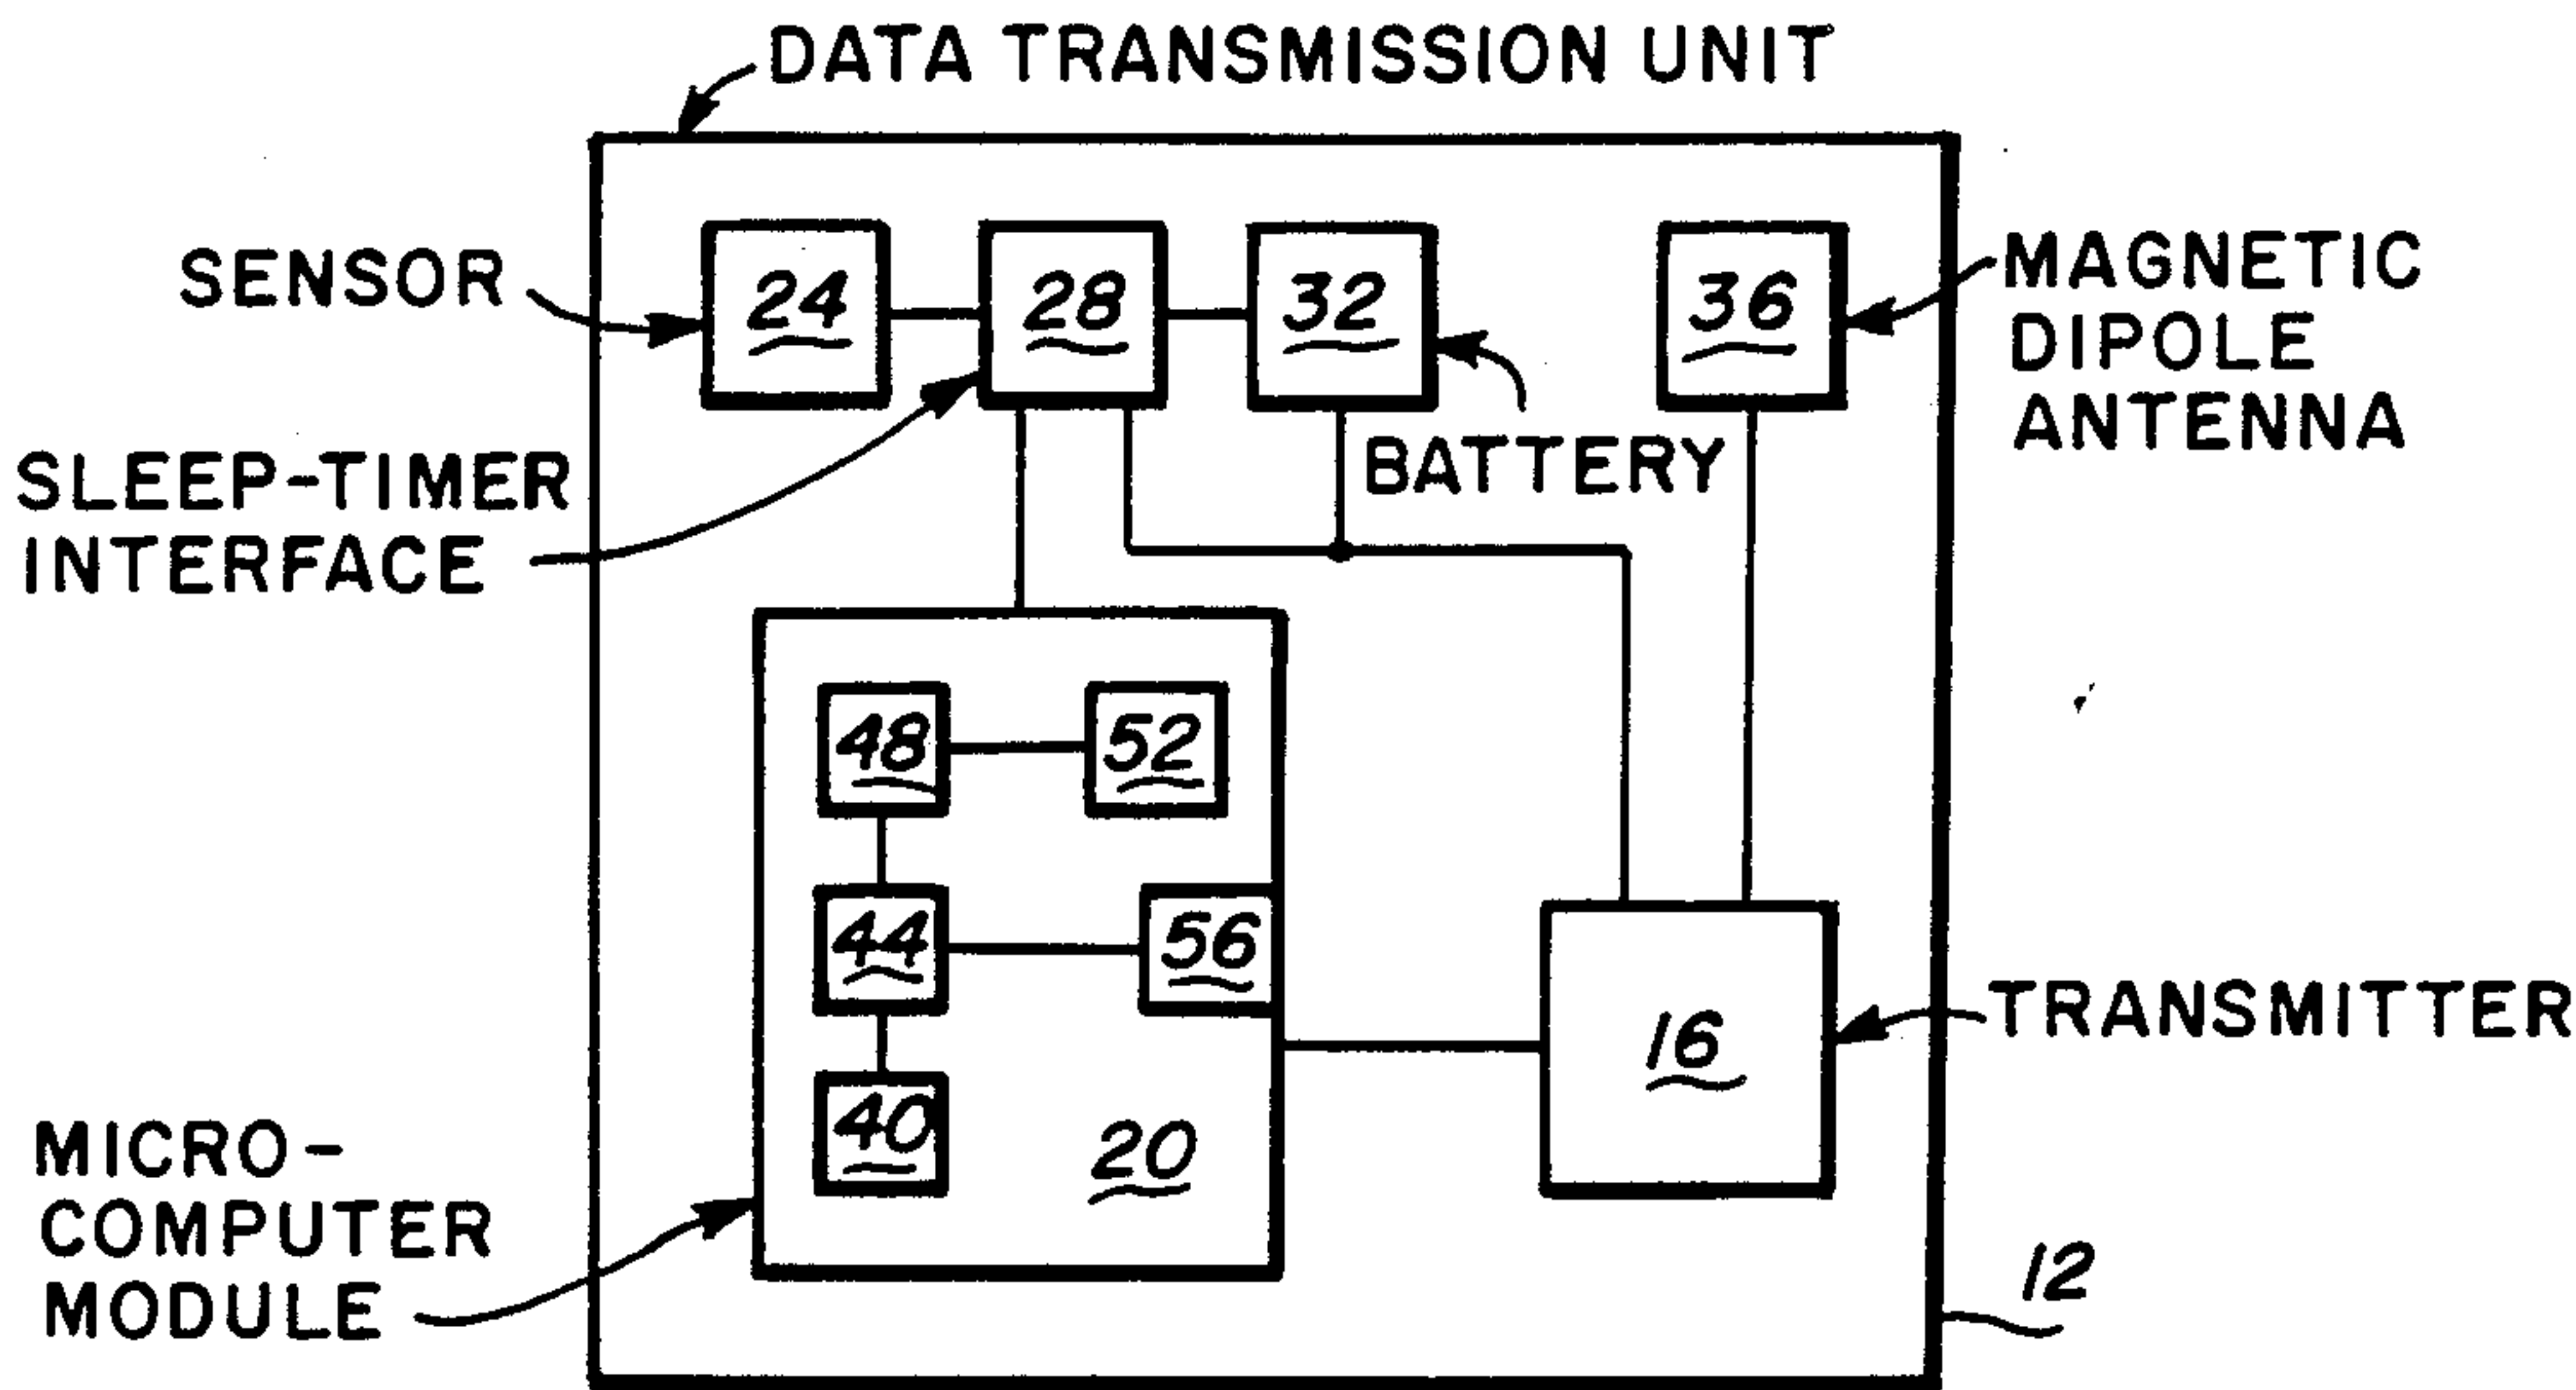 DATA TRANSMISSION UNIT
SENSOR
24
28
32
36
MAGNETIC
DIPOLE
ANTENNA
BATTERY
SLEEP-TIMER
INTERFACE
48
52
44
56
40
20
16
TRANSMITTER
MICRO-
COMPUTER
MODULE
12